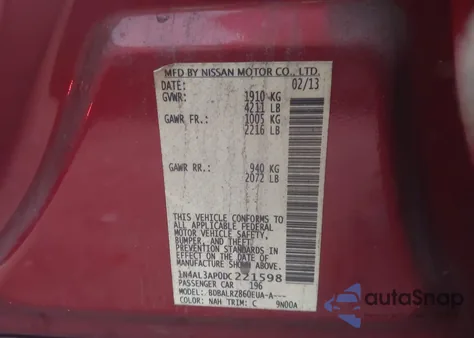 MFD BY NISSAN MOTOR CO., LTD.
DATE: 02/13
GVWR: 1910 KG
4211 LB
GAWR FR.: 1005 KG
2216 LB
GAWR RR.: 940 KG
2072 LB
THIS VEHICLE CONFORMS TO
ALL APPLICABLE FEDERAL
MOTOR VEHICLE SAFETY,
BUMPER, AND THEFT
PREVENTION STANDARDS IN
EFFECT ON THE DATE OF
MANUFACTURE SHOWN ABOVE.
1N4AL3AP0DC221598
PASSENGER CAR 196
MODEL: BDBALRZ860EUA-A---
COLOR: NAH TRIM: C 9N00A
autoSnap